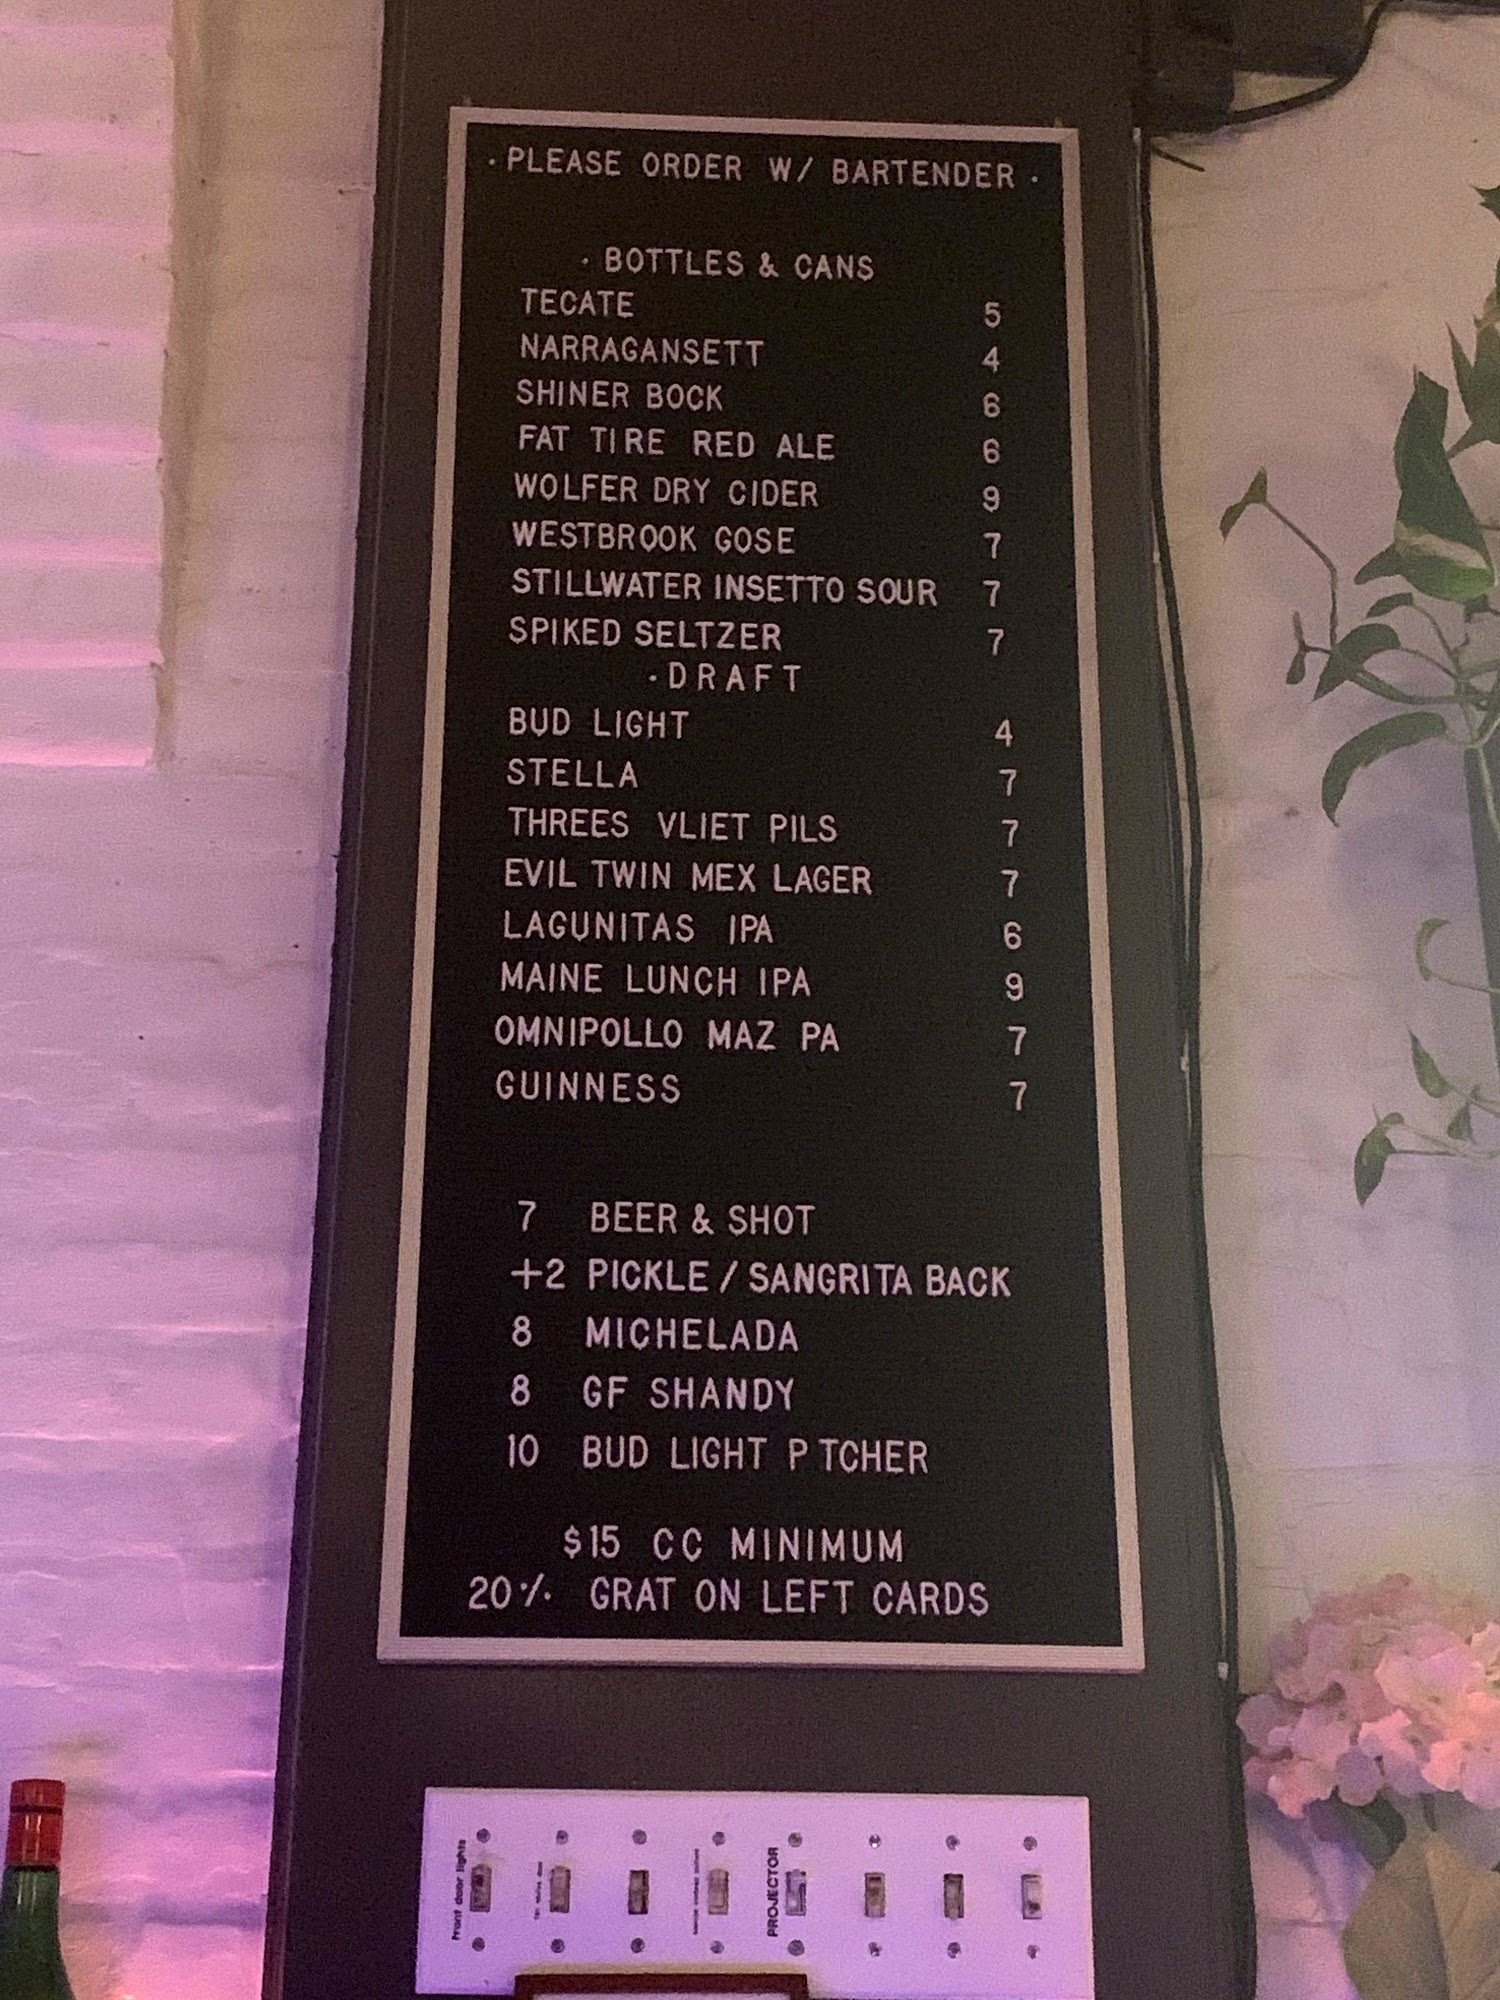 · PLEASE ORDER W/ BARTENDER ·
· BOTTLES & CANS
TECATE 5
NARRAGANSETT 4
SHINER BOCK 6
FAT TIRE RED ALE 6
WOLFER DRY CIDER 9
WESTBROOK GOSE 7
STILLWATER INSETTO SOUR 7
SPIKED SELTZER 7
· DRAFT
BUD LIGHT 4
STELLA 7
THREES VLIET PILS 7
EVIL TWIN MEX LAGER 7
LAGUNITAS IPA 6
MAINE LUNCH IPA 9
OMNIPOLLO MAZ PA 7
GUINNESS 7
7 BEER & SHOT
+2 PICKLE / SANGRITA BACK
8 MICHELADA
8 GF SHANDY
10 BUD LIGHT P TCHER
$15 CC MINIMUM
20% GRAT ON LEFT CARDS
front door lights
PROJECTOR